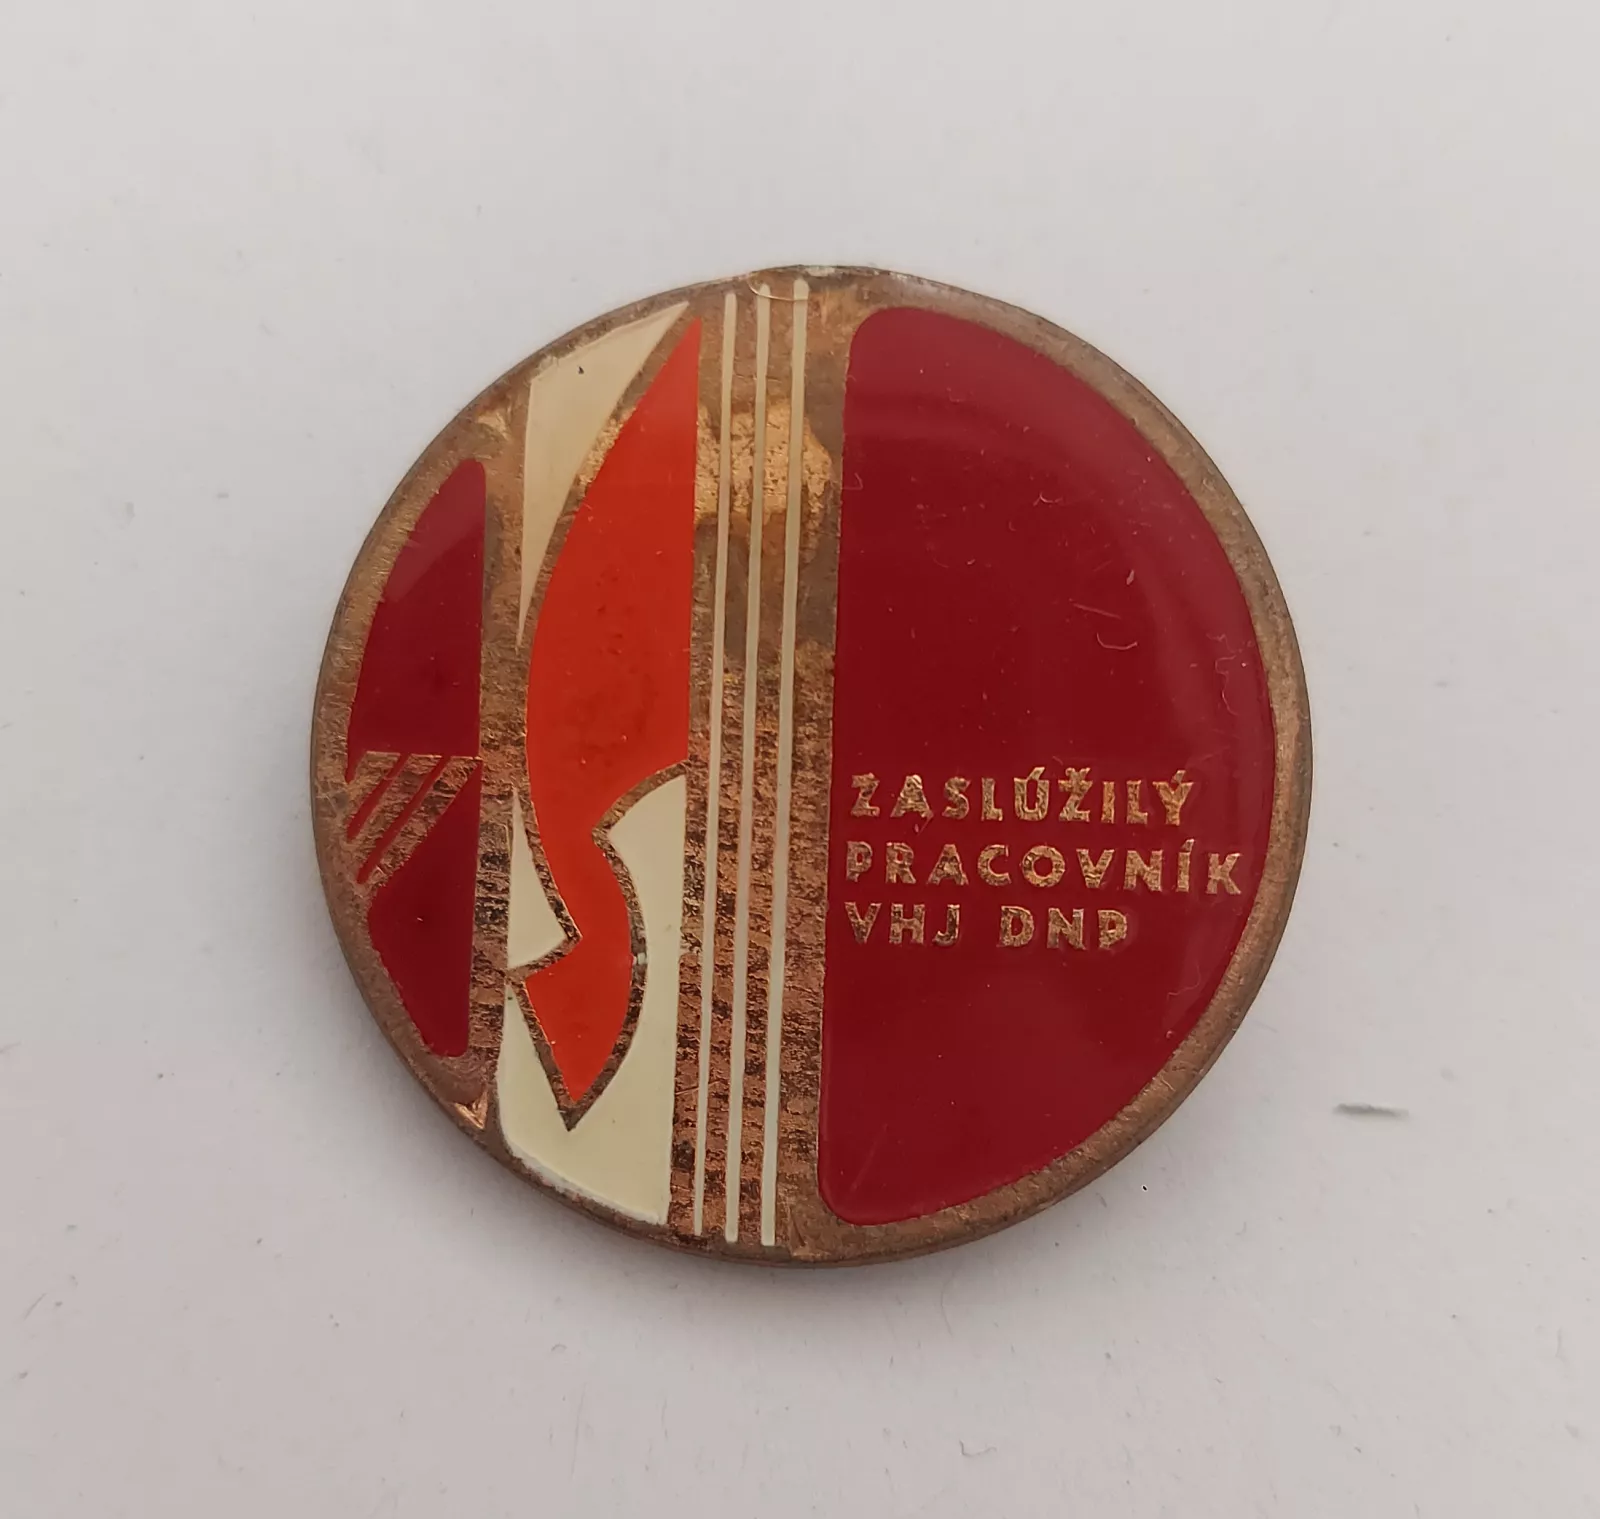 ZASLÚŽILÝ
PRACOVNÍK
VHJ DNP